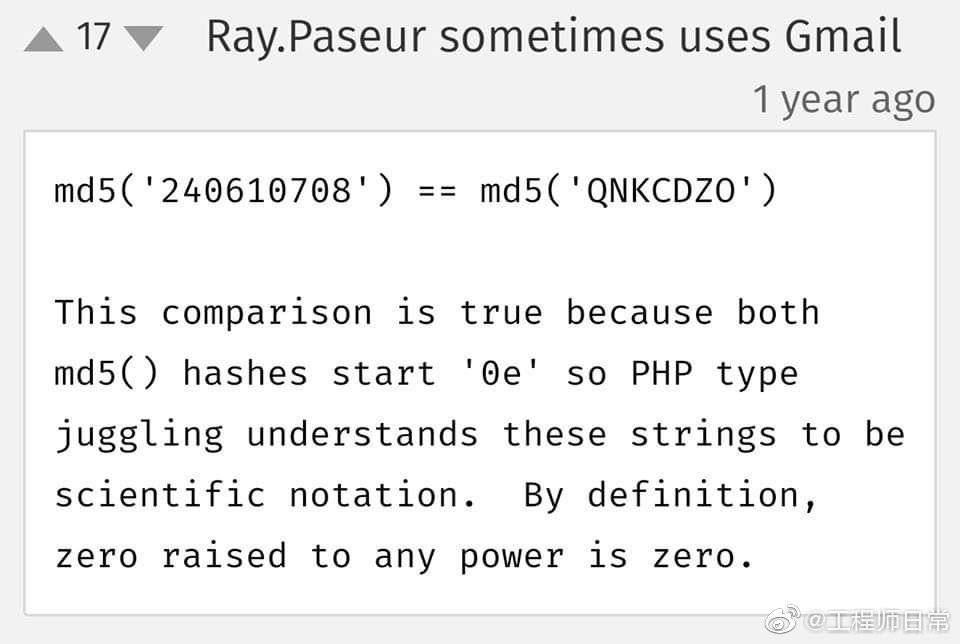 17 Ray.Paseur sometimes uses Gmail
1 year ago
md5('240610708') == md5('QNKCDZO')
This comparison is true because both
md5() hashes start '0e' so PHP type
juggling understands these strings to be
scientific notation.  By definition,
zero raised to any power is zero.
@工程师日常